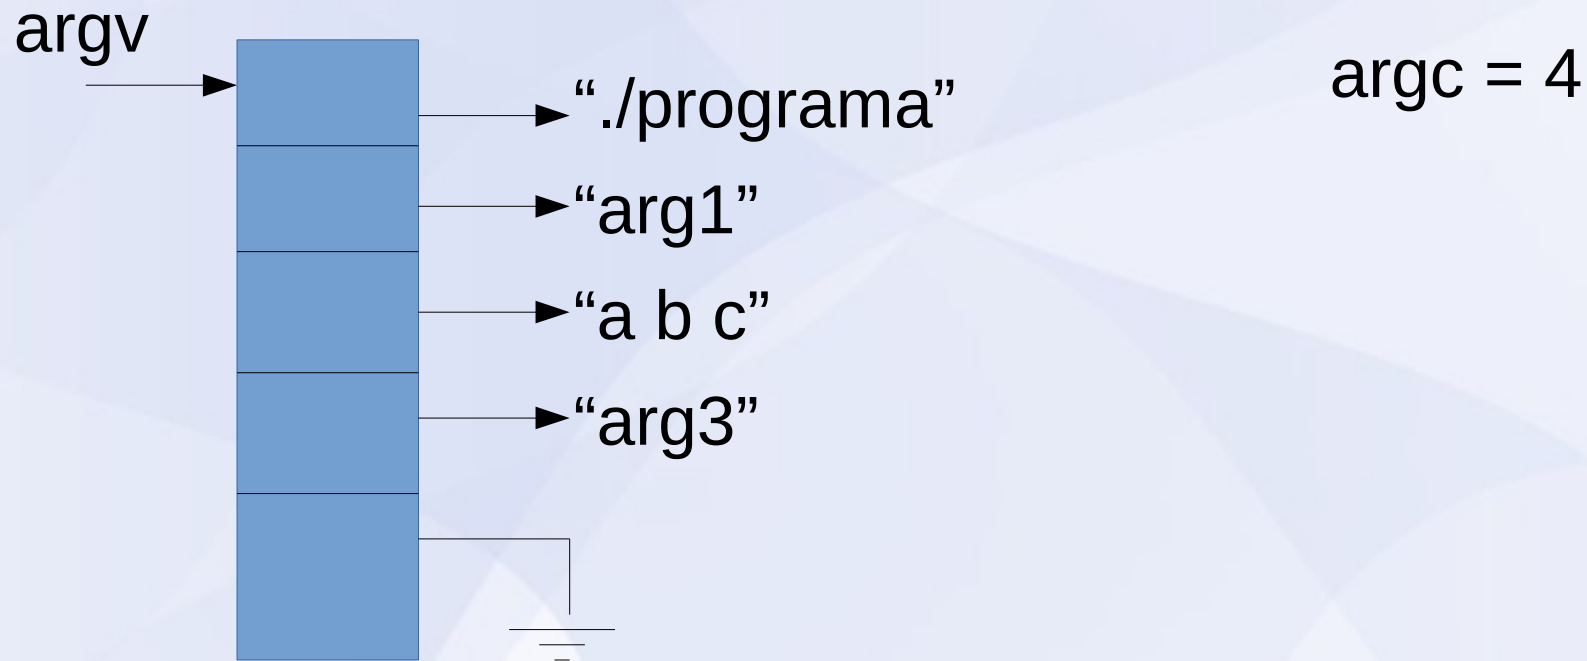 argv
argc = 4
“./programa”
“arg1”
“a b c”
“arg3”